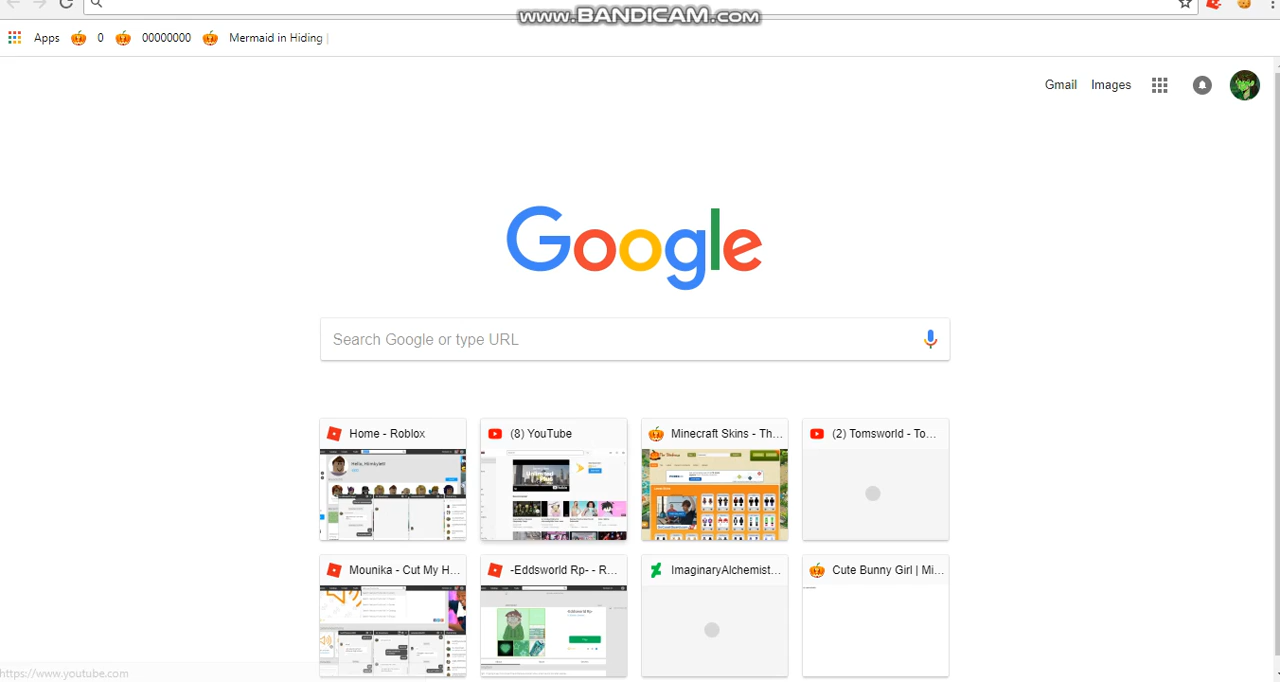 www.BANDICAM.com
Apps 0 00000000 Mermaid in Hiding
Gmail Images
Google
Search Google or type URL
Home - Roblox
(8) YouTube
Minecraft Skins - Th...
(2) Tomsworld - To...
Hello,
Mounika - Cut My H...
-Eddsworld Rp- - R...
ImaginaryAlchemist...
Cute Bunny Girl | Mi...
https://www.youtube.com